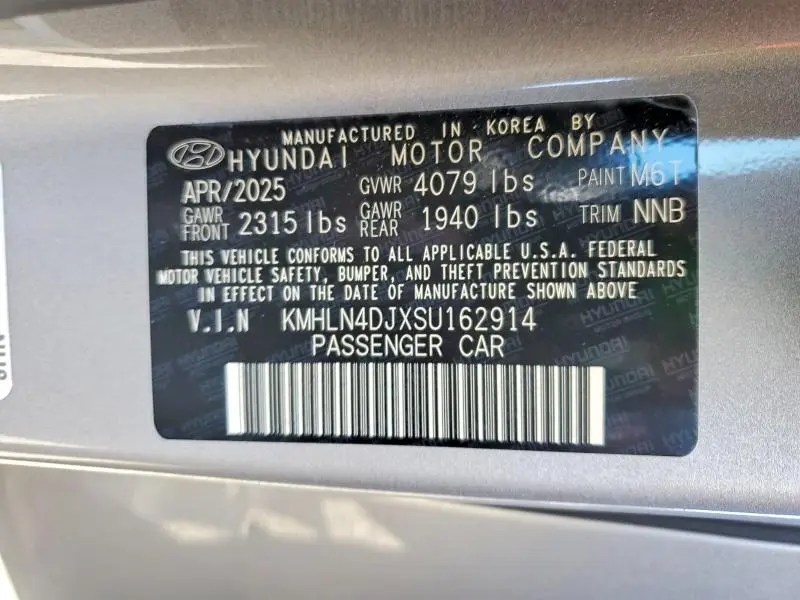 MANUFACTURED IN KOREA BY
HYUNDAI MOTOR COMPANY
APR/2025 GVWR 4079 lbs PAINT M6T
GAWR FRONT 2315 lbs GAWR REAR 1940 lbs TRIM NNB
THIS VEHICLE CONFORMS TO ALL APPLICABLE U.S.A. FEDERAL
MOTOR VEHICLE SAFETY, BUMPER, AND THEFT PREVENTION STANDARDS
IN EFFECT ON THE DATE OF MANUFACTURE SHOWN ABOVE
V.I.N KMHLN4DJXSU162914
PASSENGER CAR